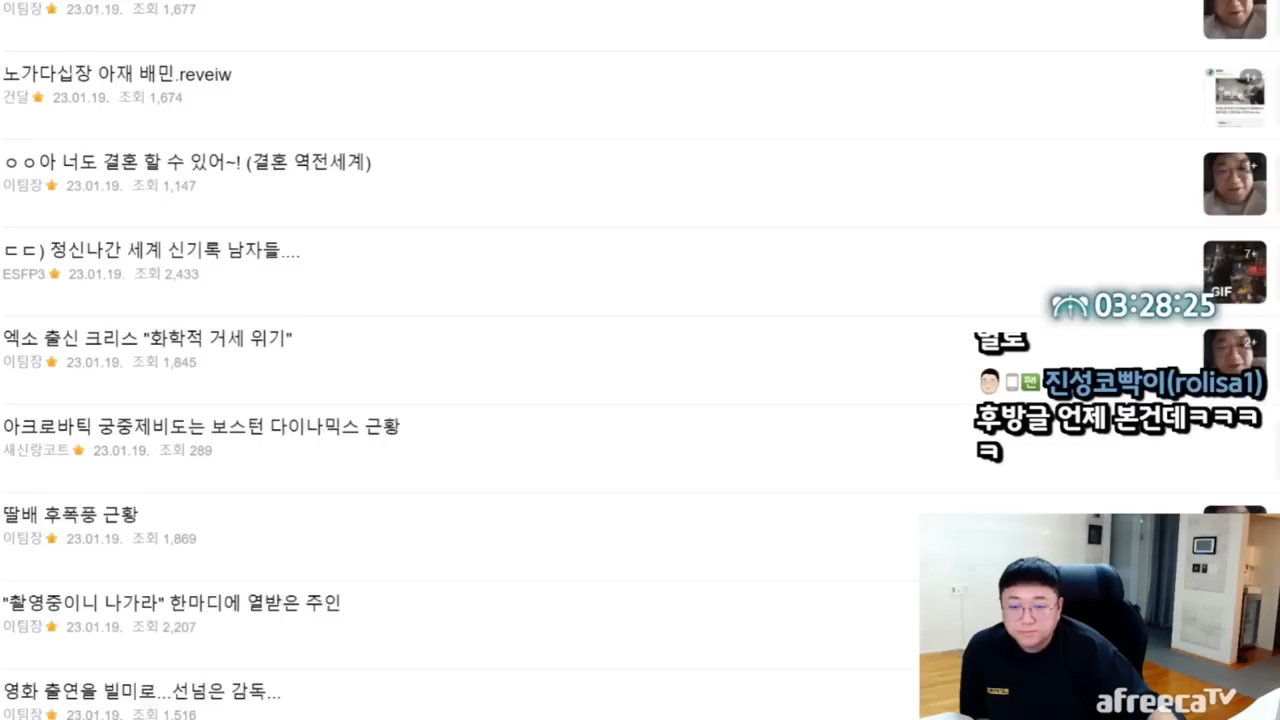 이팀장 23.01.19. 조회 1,677
노가다십장 아재 배민.reveiw
건달 23.01.19. 조회 1,674
1+
ㅇㅇ아 너도 결혼 할 수 있어~! (결혼 역전세계)
이팀장 23.01.19. 조회 1,147
1+
ㄷㄷ) 정신나간 세계 신기록 남자들....
ESFP3 23.01.19. 조회 2,433
7+
GIF
03:28:25
엑소 출신 크리스 "화학적 거세 위기"
이팀장 23.01.19. 조회 1,845
2+
진성코빡이(rolisa1)
후방글 언제 본건데ㅋㅋㅋ
ㅋ
아크로바틱 궁중제비도는 보스턴 다이나믹스 근황
새신랑코트 23.01.19. 조회 289
딸배 후폭풍 근황
이팀장 23.01.19. 조회 1,869
"촬영중이니 나가라" 한마디에 열받은 주인
이팀장 23.01.19. 조회 2,207
영화 출연을 빌미로...선넘은 감독...
이팀장 23.01.19. 조회 1,516
afreecaTV